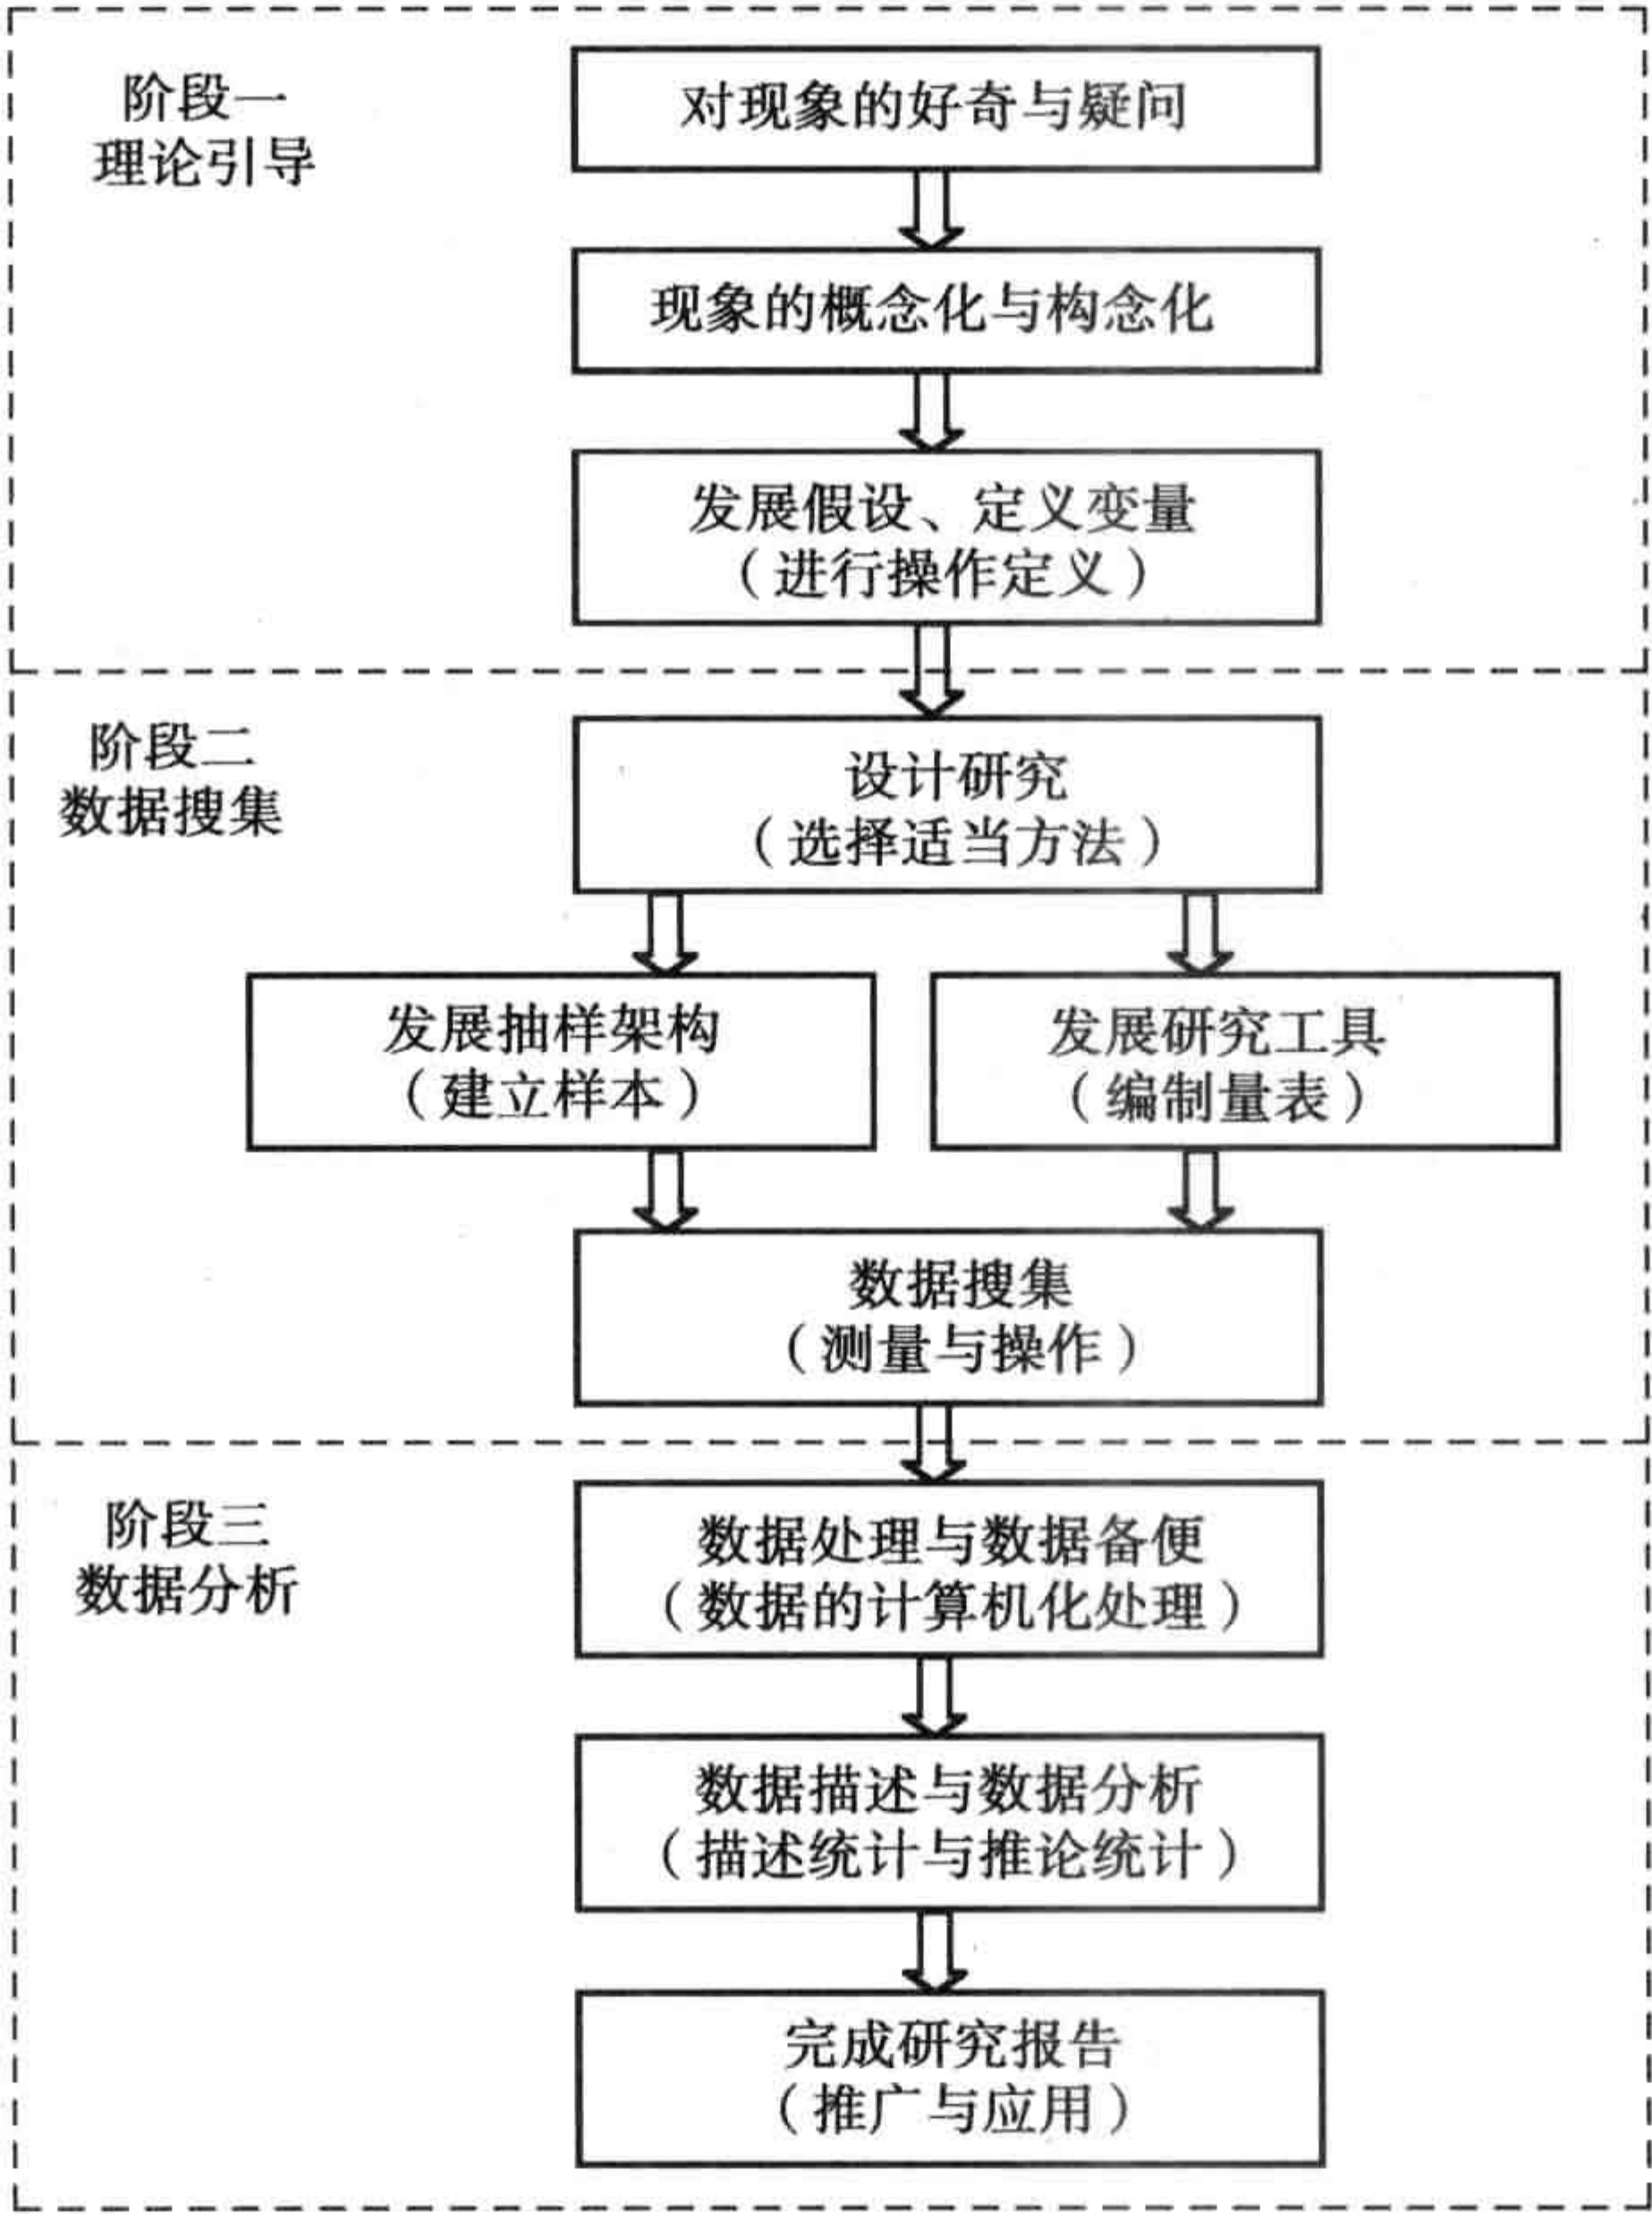 阶段一
理论引导
对现象的好奇与疑问
现象的概念化与构念化
发展假设、定义变量
（进行操作定义）
阶段二
数据搜集
设计研究
（选择适当方法）
发展抽样架构
（建立样本）
发展研究工具
（编制量表）
数据搜集
（测量与操作）
阶段三
数据分析
数据处理与数据备便
（数据的计算机化处理）
数据描述与数据分析
（描述统计与推论统计）
完成研究报告
（推广与应用）